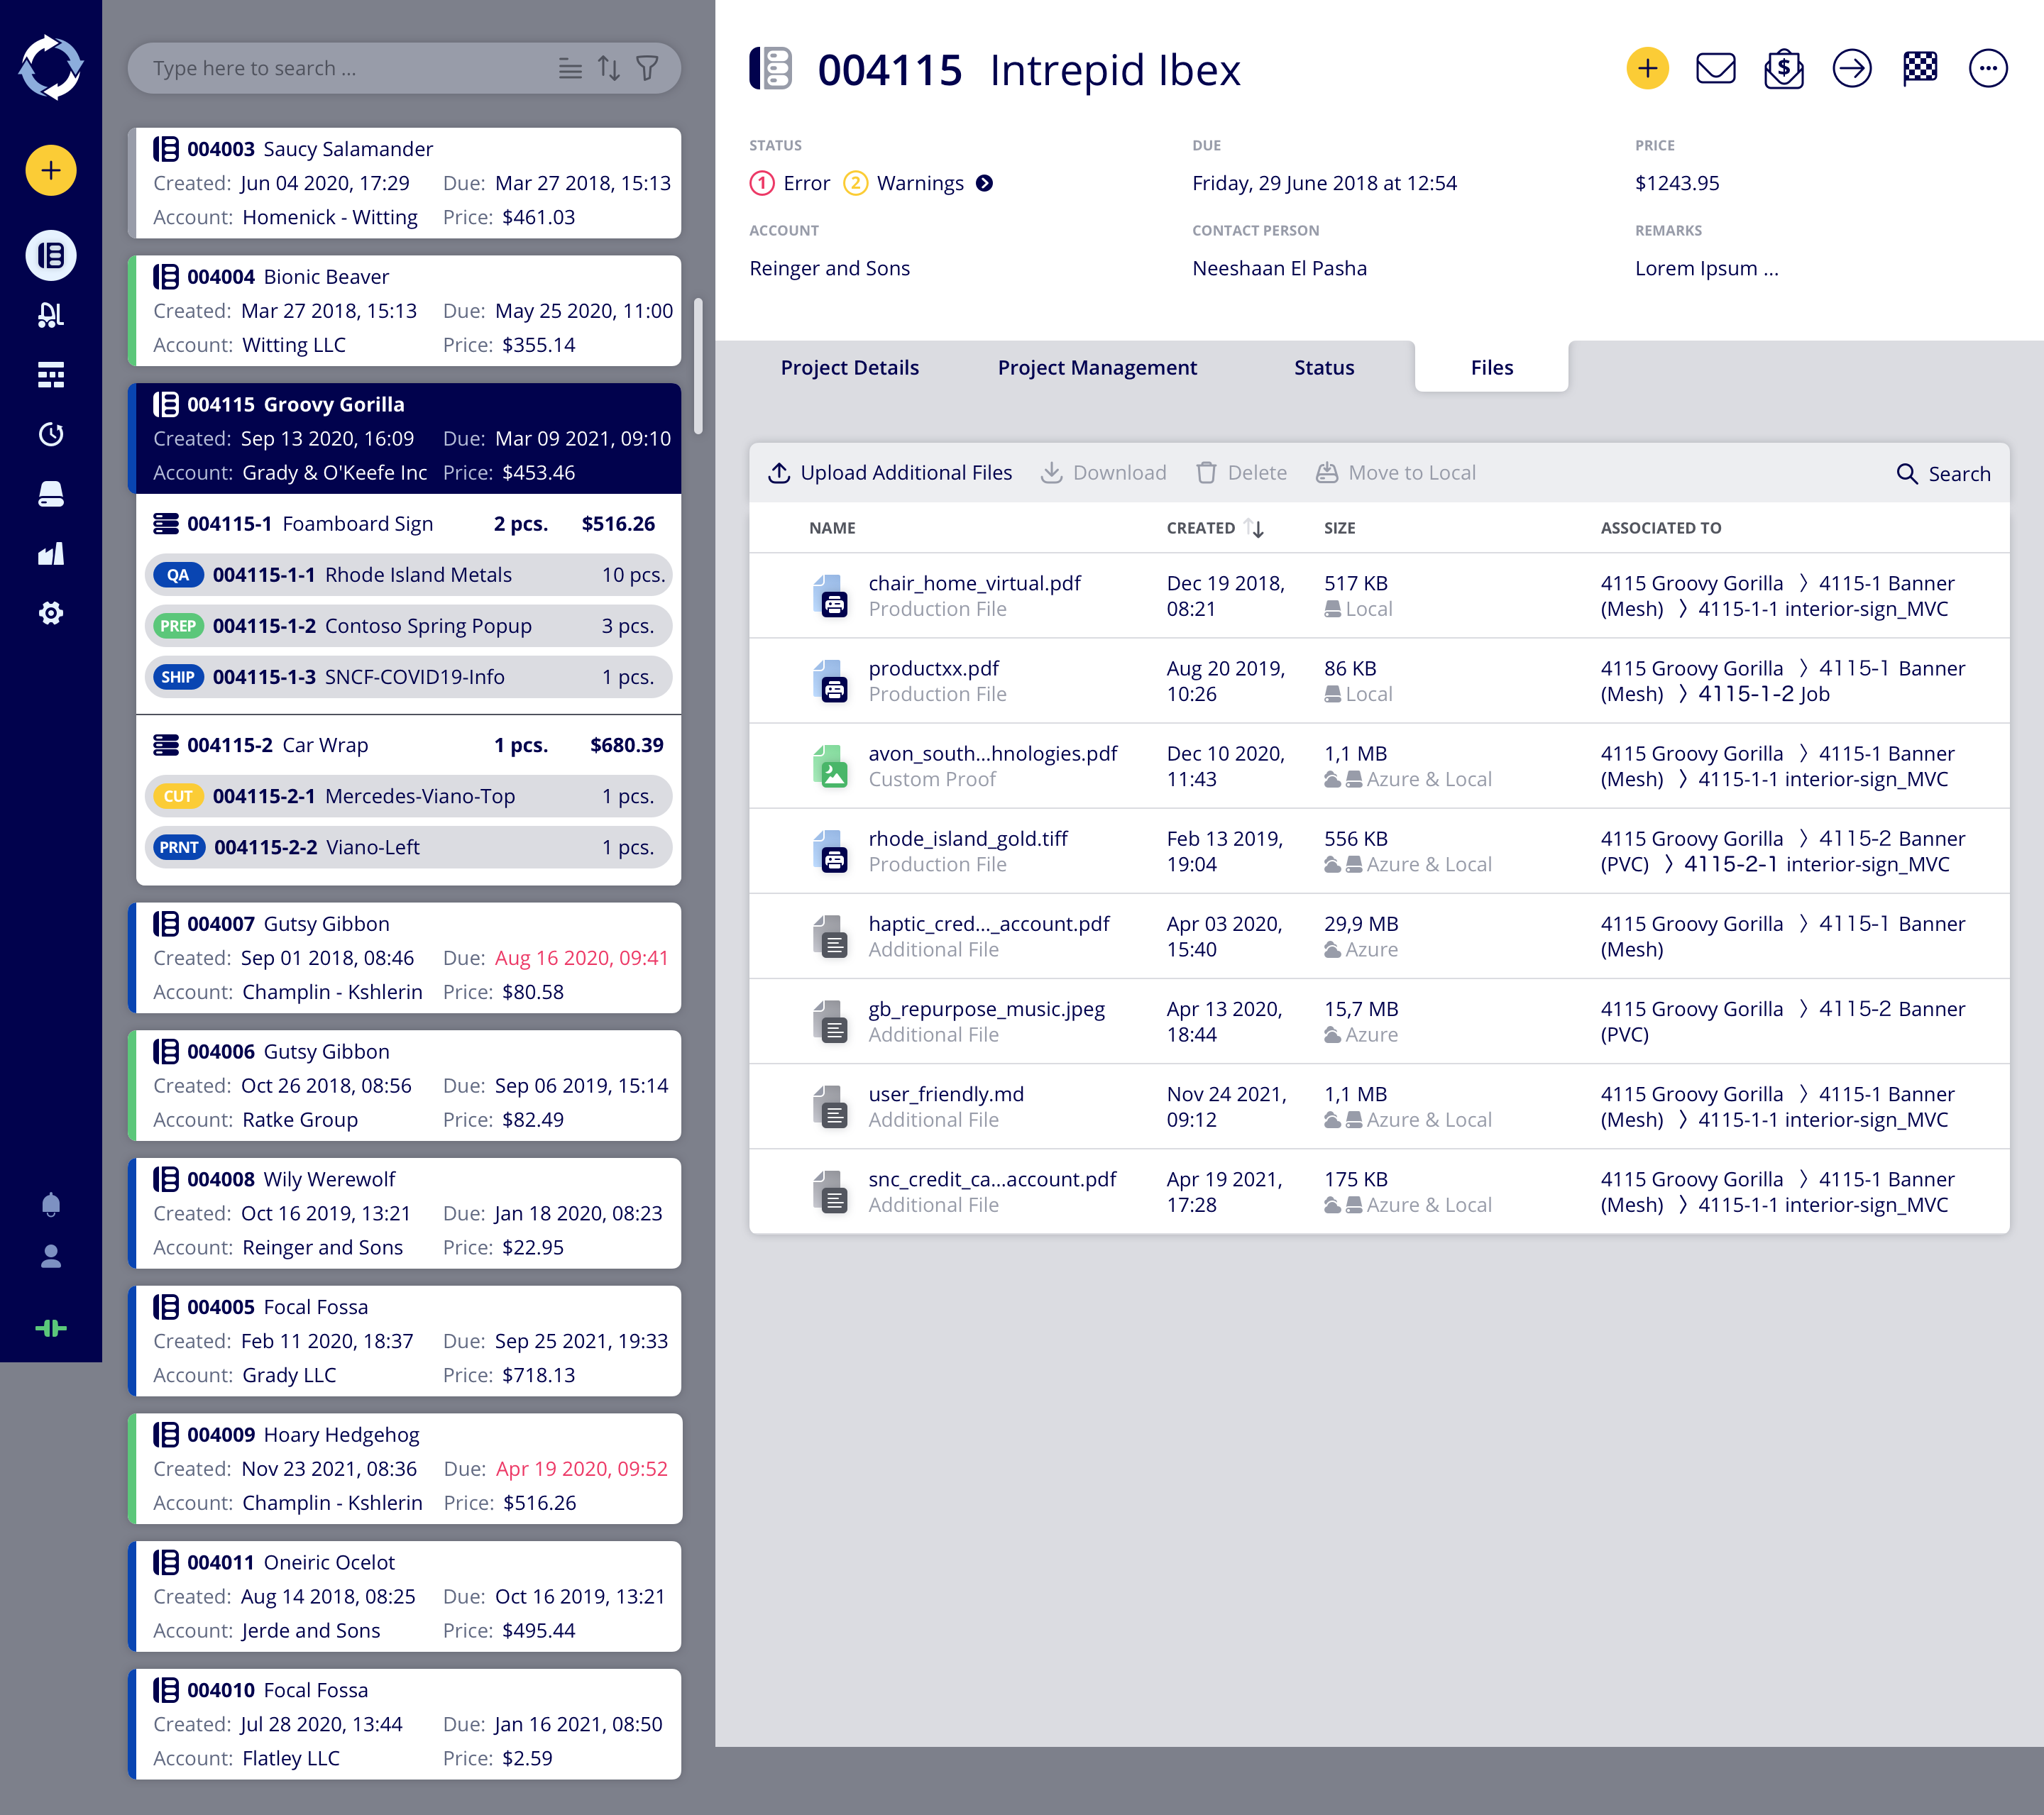 Type here to search ...
004003 Saucy Salamander
Created: Jun 04 2020, 17:29 Due: Mar 27 2018, 15:13
Account: Homenick - Witting Price: $461.03
004004 Bionic Beaver
Created: Mar 27 2018, 15:13 Due: May 25 2020, 11:00
Account: Witting LLC Price: $355.14
004115 Groovy Gorilla
Created: Sep 13 2020, 16:09 Due: Mar 09 2021, 09:10
Account: Grady & O'Keefe Inc Price: $453.46
004115-1 Foamboard Sign 2 pcs. $516.26
QA 004115-1-1 Rhode Island Metals 10 pcs.
PREP 004115-1-2 Contoso Spring Popup 3 pcs.
SHIP 004115-1-3 SNCF-COVID19-Info 1 pcs.
004115-2 Car Wrap 1 pcs. $680.39
CUT 004115-2-1 Mercedes-Viano-Top 1 pcs.
PRNT 004115-2-2 Viano-Left 1 pcs.
004007 Gutsy Gibbon
Created: Sep 01 2018, 08:46 Due: Aug 16 2020, 09:41
Account: Champlin - Kshlerin Price: $80.58
004006 Gutsy Gibbon
Created: Oct 26 2018, 08:56 Due: Sep 06 2019, 15:14
Account: Ratke Group Price: $82.49
004008 Wily Werewolf
Created: Oct 16 2019, 13:21 Due: Jan 18 2020, 08:23
Account: Reinger and Sons Price: $22.95
004005 Focal Fossa
Created: Feb 11 2020, 18:37 Due: Sep 25 2021, 19:33
Account: Grady LLC Price: $718.13
004009 Hoary Hedgehog
Created: Nov 23 2021, 08:36 Due: Apr 19 2020, 09:52
Account: Champlin - Kshlerin Price: $516.26
004011 Oneiric Ocelot
Created: Aug 14 2018, 08:25 Due: Oct 16 2019, 13:21
Account: Jerde and Sons Price: $495.44
004010 Focal Fossa
Created: Jul 28 2020, 13:44 Due: Jan 16 2021, 08:50
Account: Flatley LLC Price: $2.59
004115 Intrepid Ibex
STATUS DUE PRICE
1 Error 2 Warnings Friday, 29 June 2018 at 12:54 $1243.95
ACCOUNT CONTACT PERSON REMARKS
Reinger and Sons Neeshaan El Pasha Lorem Ipsum ...
Project Details Project Management Status Files
Upload Additional Files Download Delete Move to Local Search
NAME CREATED SIZE ASSOCIATED TO
chair_home_virtual.pdf Dec 19 2018, 517 KB 4115 Groovy Gorilla 〉4115-1 Banner
Production File 08:21 Local (Mesh) 〉4115-1-1 interior-sign_MVC
productxx.pdf Aug 20 2019, 86 KB 4115 Groovy Gorilla 〉4115-1 Banner
Production File 10:26 Local (Mesh) 〉4115-1-2 Job
avon_south...hnologies.pdf Dec 10 2020, 1,1 MB 4115 Groovy Gorilla 〉4115-1 Banner
Custom Proof 11:43 Azure & Local (Mesh) 〉4115-1-1 interior-sign_MVC
rhode_island_gold.tiff Feb 13 2019, 556 KB 4115 Groovy Gorilla 〉4115-2 Banner
Production File 19:04 Azure & Local (PVC) 〉4115-2-1 interior-sign_MVC
haptic_cred..._account.pdf Apr 03 2020, 29,9 MB 4115 Groovy Gorilla 〉4115-1 Banner
Additional File 15:40 Azure (Mesh)
gb_repurpose_music.jpeg Apr 13 2020, 15,7 MB 4115 Groovy Gorilla 〉4115-2 Banner
Additional File 18:44 Azure (PVC)
user_friendly.md Nov 24 2021, 1,1 MB 4115 Groovy Gorilla 〉4115-1 Banner
Additional File 09:12 Azure & Local (Mesh) 〉4115-1-1 interior-sign_MVC
snc_credit_ca...account.pdf Apr 19 2021, 175 KB 4115 Groovy Gorilla 〉4115-1 Banner
Additional File 17:28 Azure & Local (Mesh) 〉4115-1-1 interior-sign_MVC